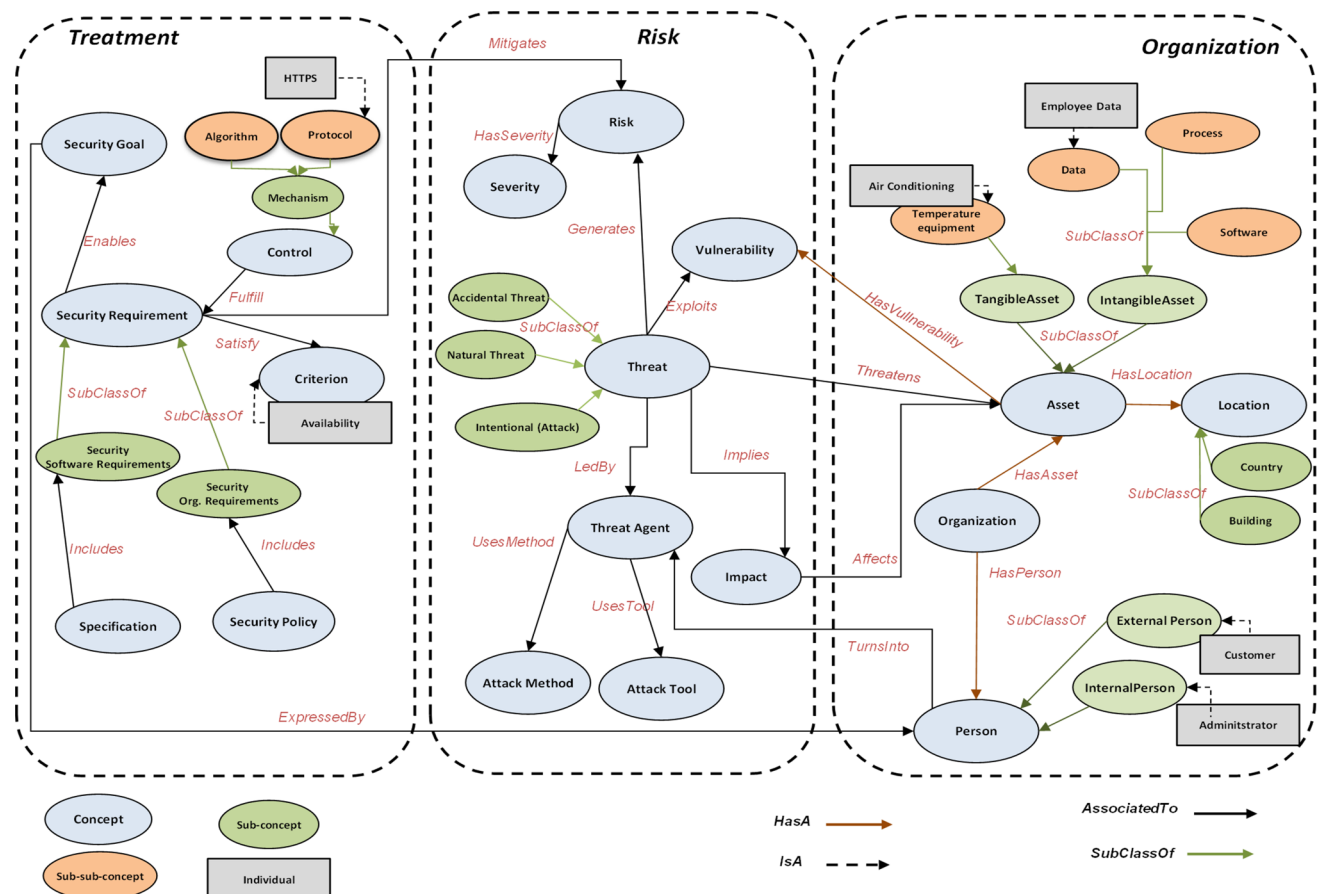 Treatment
Risk
Organization
Mitigates
HTTPS
Algorithm
Protocol
Security Goal
Mechanism
Enables
Control
Fulfill
Security Requirement
Satisfy
Criterion
Availability
SubClassOf
SubClassOf
Security
Software Requirements
Security
Org. Requirements
Includes
Includes
Specification
Security Policy
ExpressedBy
Risk
HasSeverity
Severity
Generates
Vulnerability
Accidental Threat
SubClassOf
Exploits
Natural Threat
Threat
Intentional (Attack)
Threatens
LedBy
Implies
Threat Agent
UsesMethod
Impact
Affects
UsesTool
TurnsInto
Attack Method
Attack Tool
Employee Data
Process
Data
Air Conditioning
Temperature
equipment
SubClassOf
Software
TangibleAsset
IntangibleAsset
HasVullnerability
SubClassOf
HasLocation
Asset
Location
Country
HasAsset
SubClassOf
Organization
Building
HasPerson
SubClassOf
External Person
Customer
InternalPerson
Adminitstrator
Person
Concept
Sub-concept
Sub-sub-concept
Individual
HasA
IsA
AssociatedTo
SubClassOf